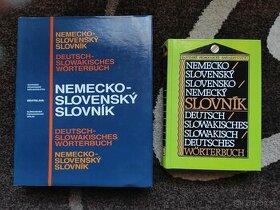 NEMECKO-
SLOVENSKÝ
SLOVNÍK
DEUTSCH-
SLOWAKISCHES
WÖRTERBUCH
NEMECKO-
SLOVENSKÝ
SLOVNÍK
DEUTSCH-
SLOWAKISCHES
WÖRTERBUCH
NEMECKO-
SLOVENSKÝ
SLOVNÍK
BRATISLAVA
NEMECKO
SLOVENSKÝ
SLOVENSKO/
NEMECKÝ
SLOVNÍK
DEUTSCH/
SLOWAKISCHES
SLOWAKISCH/
DEUTSCHES
WÖRTERBUCH